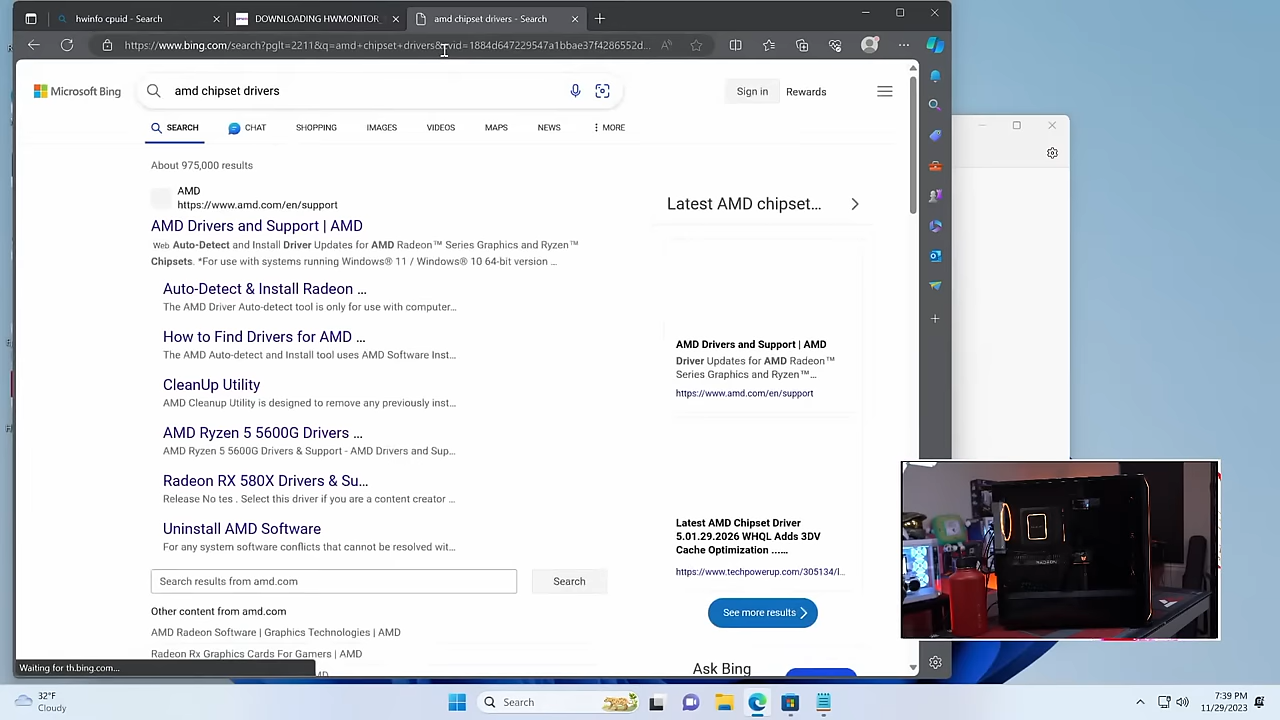 hwinfo cpuid - Search
DOWNLOADING HWMONITOR
amd chipset drivers - Search
https://www.bing.com/search?pglt=2211&q=amd+chipset+drivers&cvid=1884d647229547a1bbae37f4286552d...
Microsoft Bing
amd chipset drivers
Sign in
Rewards
SEARCH
CHAT
SHOPPING
IMAGES
VIDEOS
MAPS
NEWS
MORE
About 975,000 results
AMD
https://www.amd.com/en/support
AMD Drivers and Support | AMD
Web Auto-Detect and Install Driver Updates for AMD Radeon™ Series Graphics and Ryzen™
Chipsets. *For use with systems running Windows® 11 / Windows® 10 64-bit version ...
Auto-Detect & Install Radeon ...
The AMD Driver Auto-detect tool is only for use with computer...
How to Find Drivers for AMD ...
The AMD Auto-detect and Install tool uses AMD Software Inst...
CleanUp Utility
AMD Cleanup Utility is designed to remove any previously inst...
AMD Ryzen 5 5600G Drivers ...
AMD Ryzen 5 5600G Drivers & Support - AMD Drivers and Sup...
Radeon RX 580X Drivers & Su...
Release No tes . Select this driver if you are a content creator ...
Uninstall AMD Software
For any system software conflicts that cannot be resolved wit...
Search results from amd.com
Search
Other content from amd.com
AMD Radeon Software | Graphics Technologies | AMD
Radeon Rx Graphics Cards For Gamers | AMD
Latest AMD chipset...
AMD Drivers and Support | AMD
Driver Updates for AMD Radeon™
Series Graphics and Ryzen™...
https://www.amd.com/en/support
Latest AMD Chipset Driver
5.01.29.2026 WHQL Adds 3DV
Cache Optimization ......
https://www.techpowerup.com/305134/l...
See more results
Ask Bing
Waiting for th.bing.com...
RADEON
32°F
Cloudy
Search
7:39 PM
11/29/2023